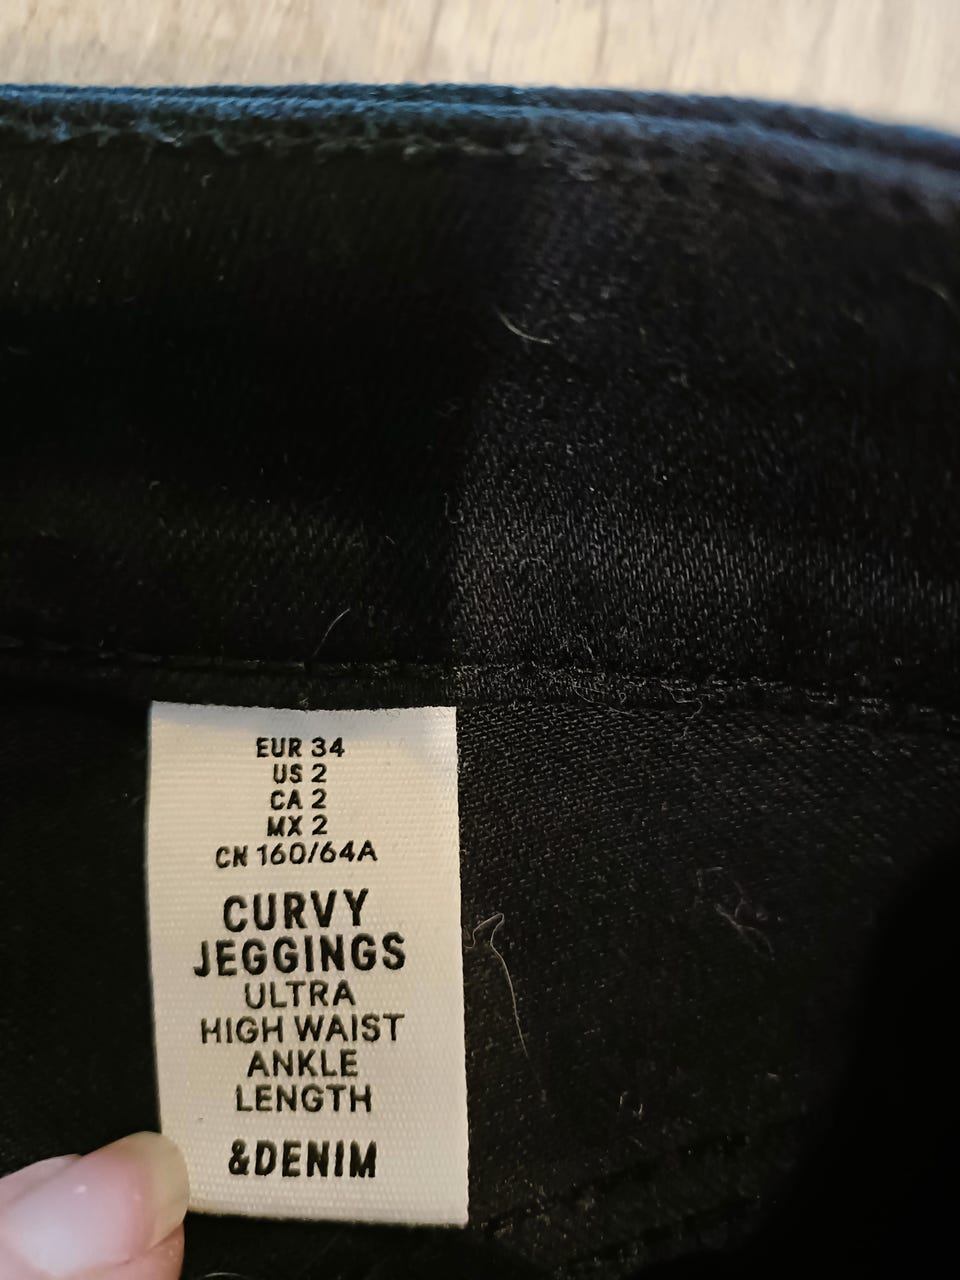 EUR 34
US 2
CA 2
MX 2
CN 160/64A
CURVY
JEGGINGS
ULTRA
HIGH WAIST
ANKLE
LENGTH
&DENIM